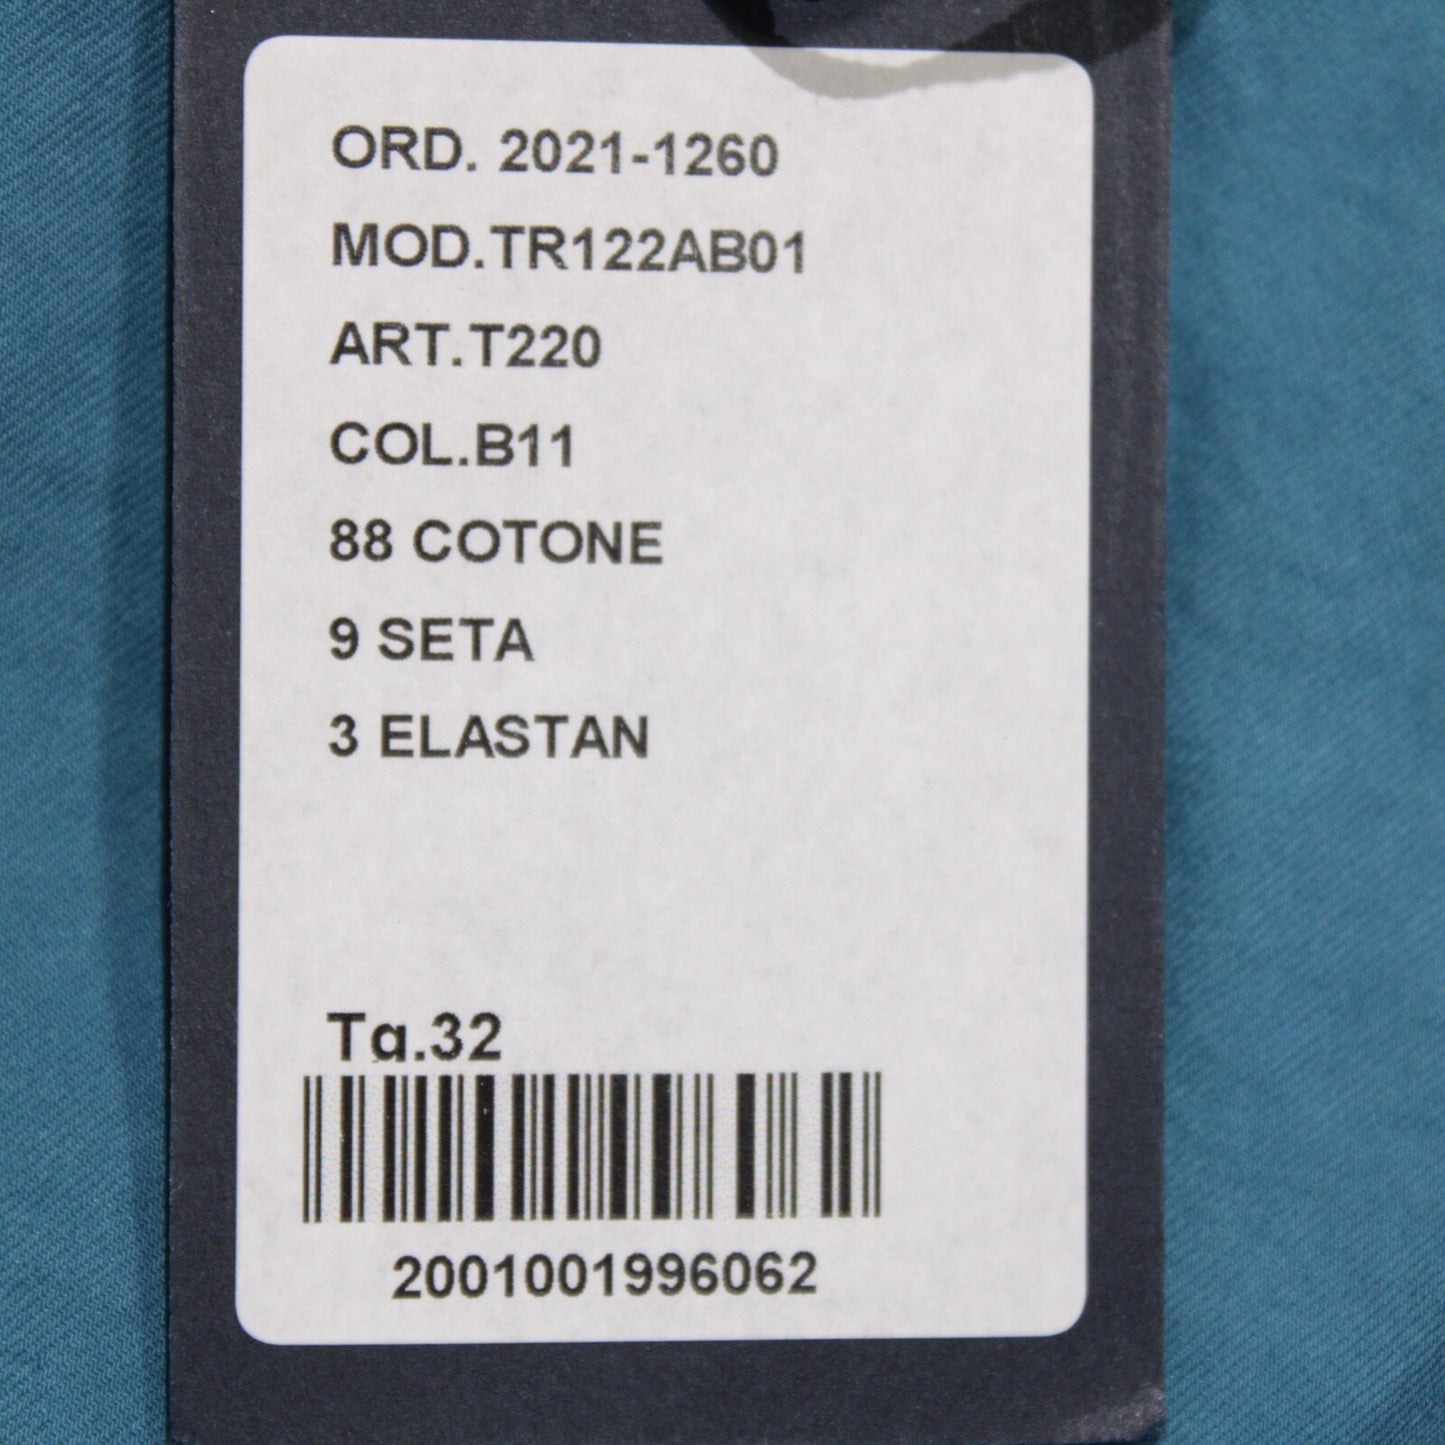 ORD. 2021-1260
MOD.TR122AB01
ART.T220
COL.B11
88 COTONE
9 SETA
3 ELASTAN
Ta.32
2001001996062